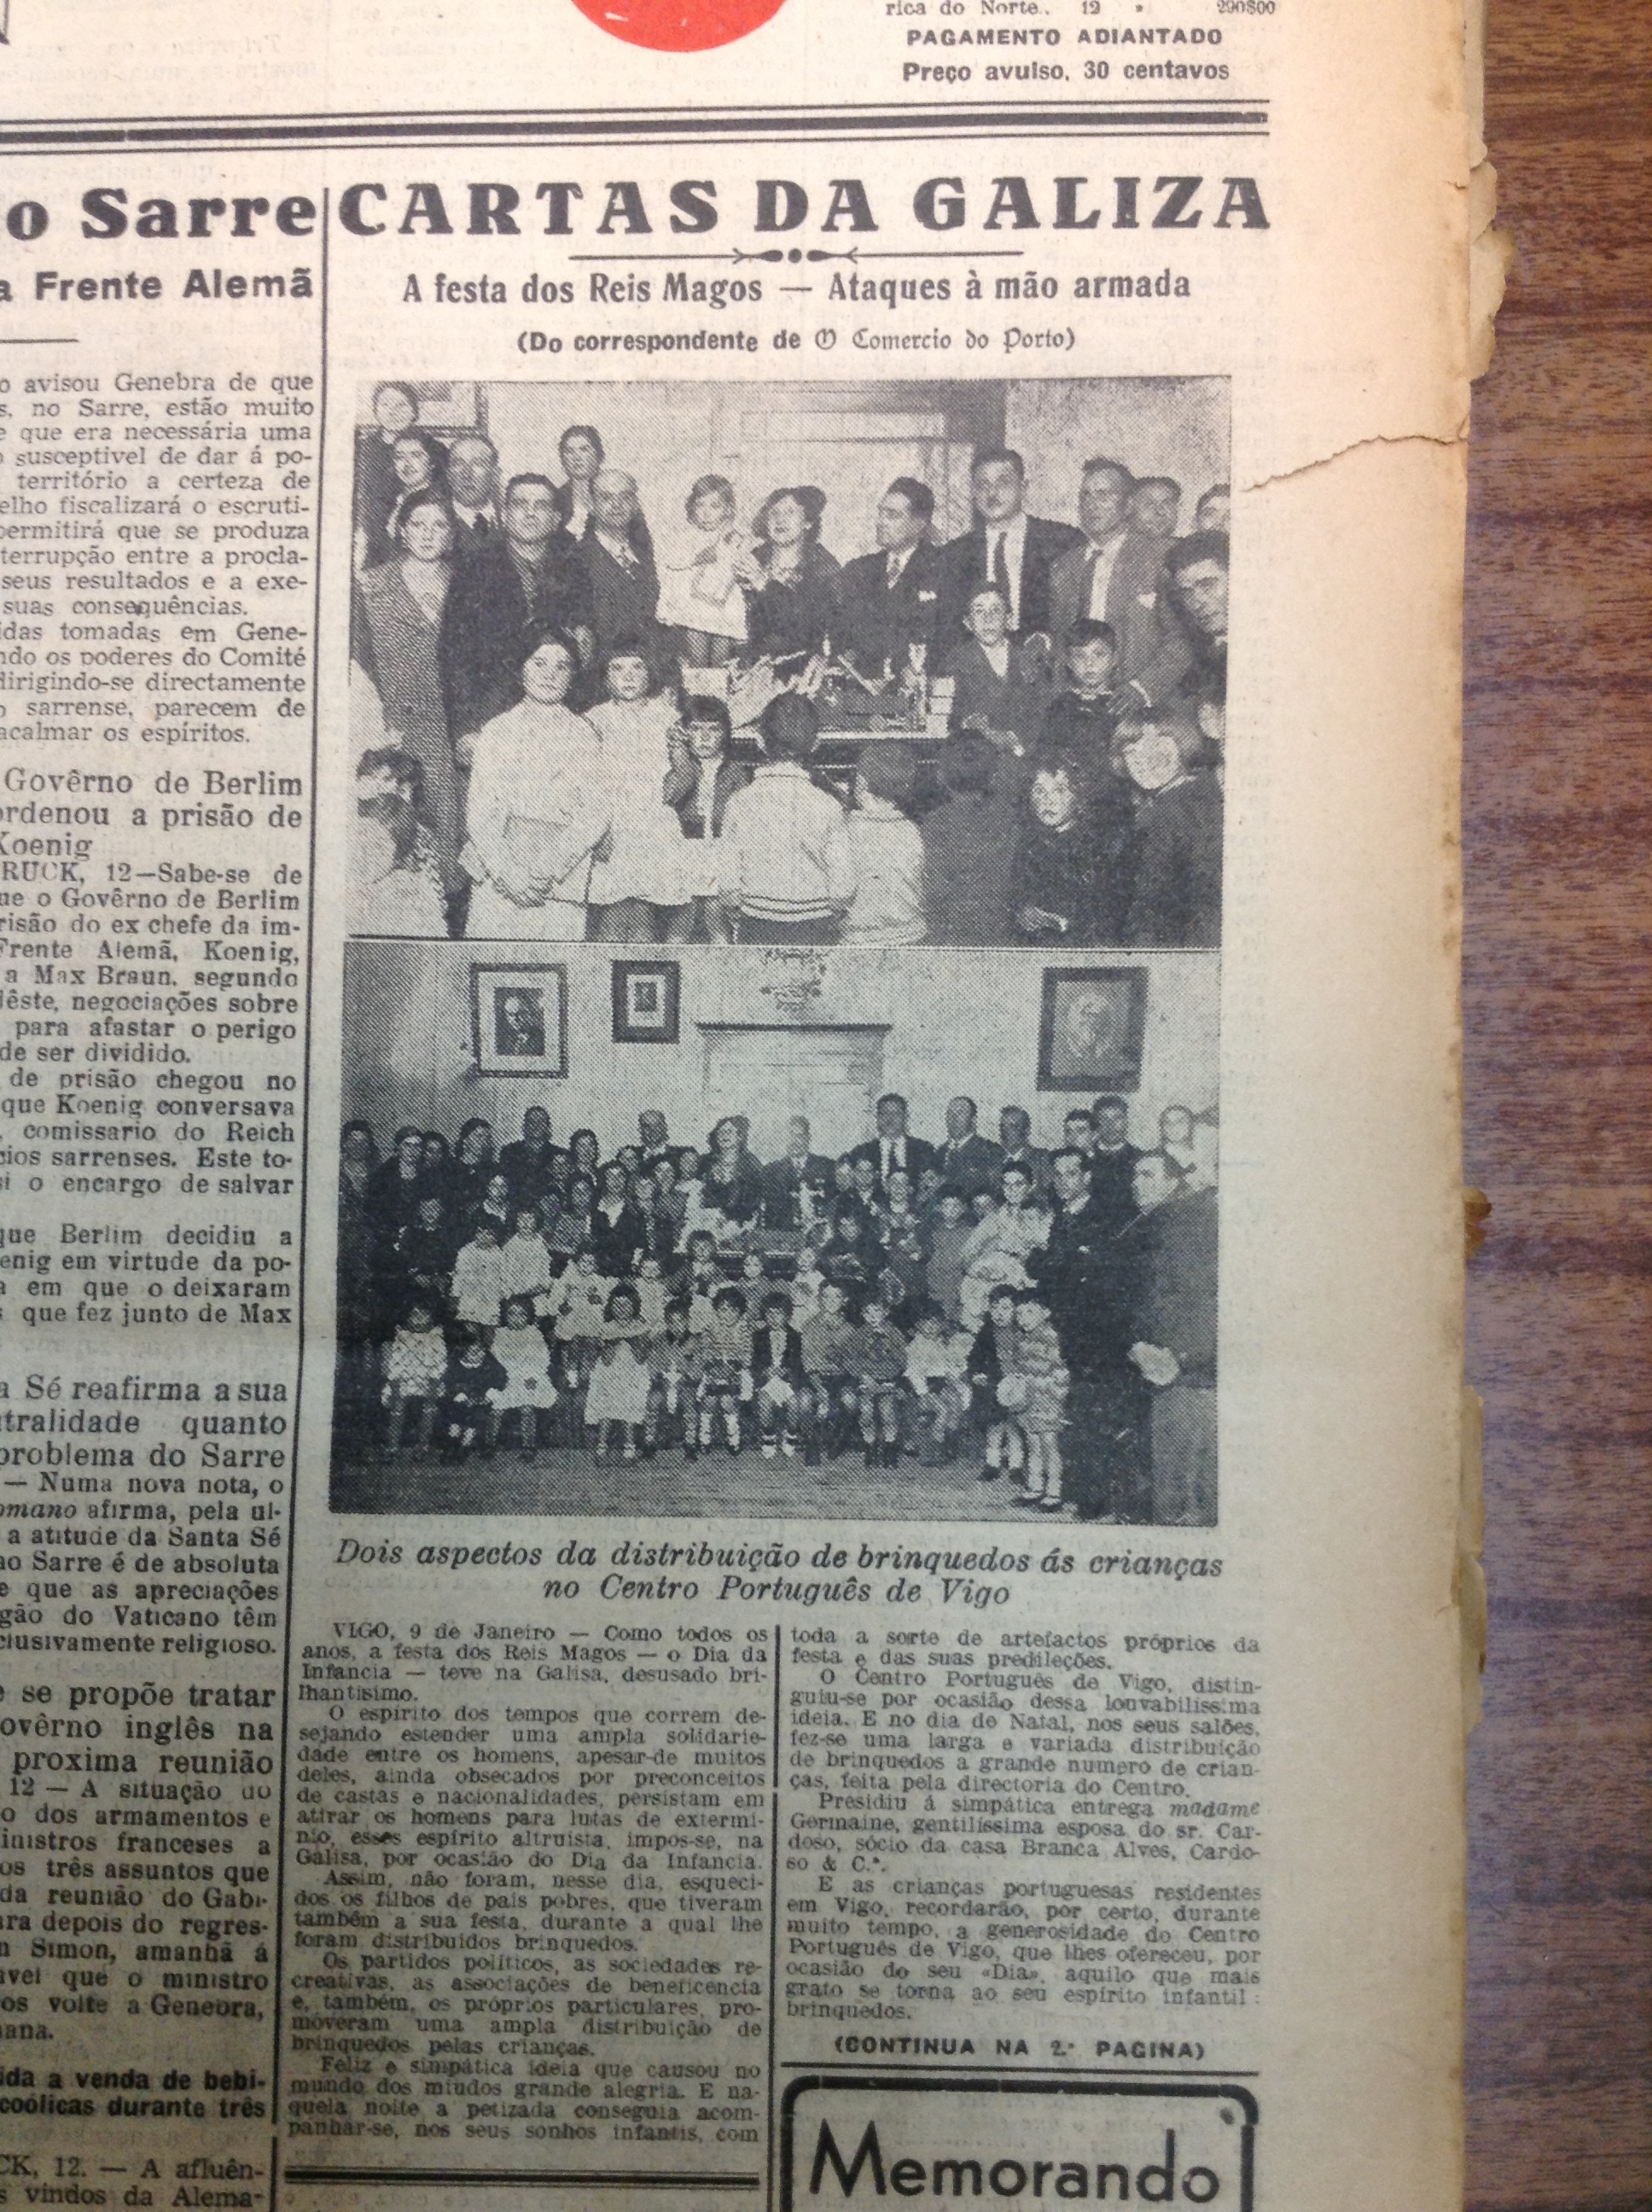 rica do Norte. 12 » 290$00
PAGAMENTO ADIANTADO
Preço avulso, 30 centavos
o Sarre
a Frente Alemã
o avisou Genebra de que
s, no Sarre, estão muito
e que era necessária uma
o susceptivel de dar á po-
território a certeza de
elho fiscalizará o escruti-
permitirá que se produza
terrupção entre a procla-
seus resultados e a exe-
suas consequências.
idas tomadas em Gene-
ndo os poderes do Comité
dirigindo-se directamente
o sarrense, parecem de
acalmar os espíritos.
Govêrno de Berlim
ordenou a prisão de
Koenig
RUCK, 12—Sabe-se de
ue o Govêrno de Berlim
risão do ex chefe da im-
Frente Alemã, Koenig,
a Max Braun, segundo
dêste, negociações sobre
para afastar o perigo
de ser dividido.
de prisão chegou no
que Koenig conversava
, comissario do Reich
cios sarrenses. Este to-
si o encargo de salvar
que Berlim decidiu a
enig em virtude da po-
a em que o deixaram
s que fez junto de Max
a Sé reafirma a sua
utralidade quanto
problema do Sarre
— Numa nova nota, o
omano afirma, pela ul-
a atitude da Santa Sé
ao Sarre é de absoluta
e que as apreciações
gão do Vaticano têm
clusivamente religioso.
e se propõe tratar
ovêrno inglês na
proxima reunião
12 — A situação do
o dos armamentos e
inistros franceses a
os três assuntos que
da reunião do Gabi-
ara depois do regres-
n Simon, amanhã á
avel que o ministro
os volte a Genebra,
nana.
ida a venda de bebi-
coólicas durante três
CK, 12. — A afluên-
s vindos da Alema-
CARTAS DA GALIZA
A festa dos Reis Magos — Ataques à mão armada
(Do correspondente de O Comercio do Porto)
Dois aspectos da distribuição de brinquedos ás crianças
no Centro Português de Vigo
VIGO, 9 de Janeiro — Como todos os
anos, a festa dos Reis Magos — o Dia da
Infancia — teve na Galisa, desusado bri-
lhantisimo.
O espirito dos tempos que correm de-
sejando estender uma ampla solidarie-
dade entre os homens, apesar-de muitos
deles, ainda obsecados por preconceitos
de castas e nacionalidades, persistam em
atirar os homens para lutas de extermi-
nio, esses espírito altruista, impos-se, na
Galisa, por ocasião do Dia da Infancia.
Assim, não foram, nesse dia, esqueci-
dos os filhos de pais pobres, que tiveram
também a sua festa, durante a qual lhe
foram distribuidos brinquedos.
Os partidos políticos, as sociedades re-
creativas, as associações de beneficencia
e, também, os próprios particulares, pro-
moveram uma ampla distribuição de
brinquedos pelas crianças.
Feliz e simpática ideia que causou no
mundo dos miudos grande alegria. E na-
quela noite a petizada conseguia acom-
panhar-se, nos seus sonhos infantis, com
toda a sorte de artefactos próprios da
festa e das suas predileções.
O Centro Português de Vigo, distin-
guiu-se por ocasião dessa louvabilissima
ideia. E no dia de Natal, nos seus salões,
fez-se uma larga e variada distribuição
de brinquedos a grande numero de crian-
ças, feita pela directoria do Centro.
Presidiu á simpática entrega madame
Germaine, gentilissima esposa do sr. Car-
doso, sócio da casa Branca Alves, Cardo-
so & C.ª.
E as crianças portuguesas residentes
em Vigo, recordarão, por certo, durante
muito tempo, a generosidade do Centro
Português de Vigo, que lhes ofereceu, por
ocasião do seu «Dia», aquilo que mais
grato se torna ao seu espírito infantil:
brinquedos.
(CONTINUA NA 2.ª PAGINA)
Memorando